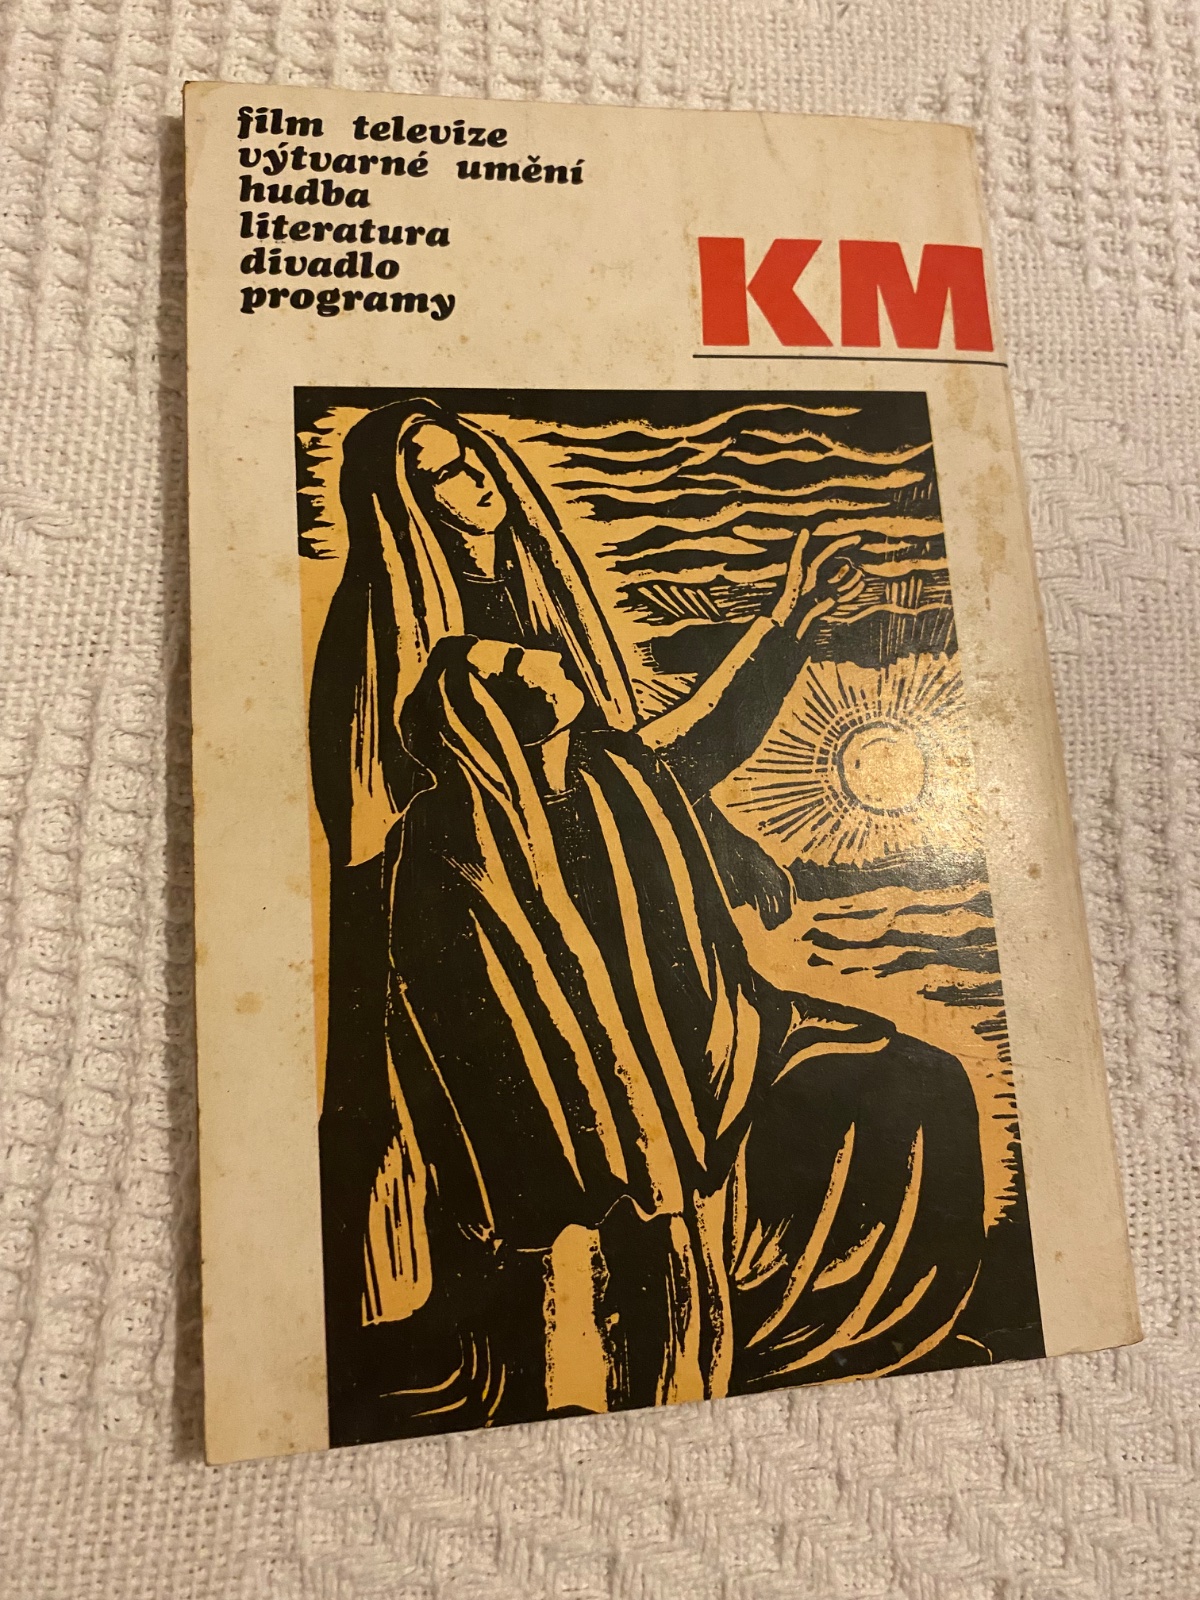 film televize
výtvarné umění
hudba
literatura
divadlo
programy
KM